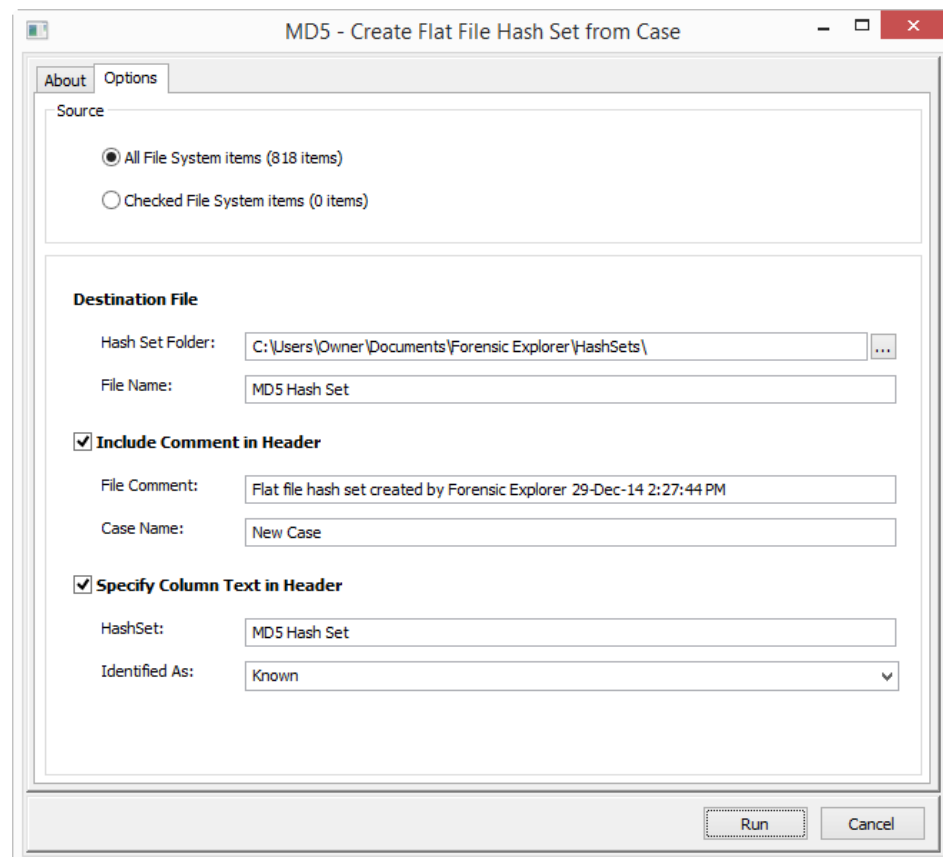 MD5 - Create Flat File Hash Set from Case
About Options
Source
All File System items (818 items)
Checked File System items (0 items)
Destination File
Hash Set Folder: C:\Users\Owner\Documents\Forensic Explorer\HashSets\ ...
File Name: MD5 Hash Set
Include Comment in Header
File Comment: Flat file hash set created by Forensic Explorer 29-Dec-14 2:27:44 PM
Case Name: New Case
Specify Column Text in Header
HashSet: MD5 Hash Set
Identified As: Known
Run Cancel